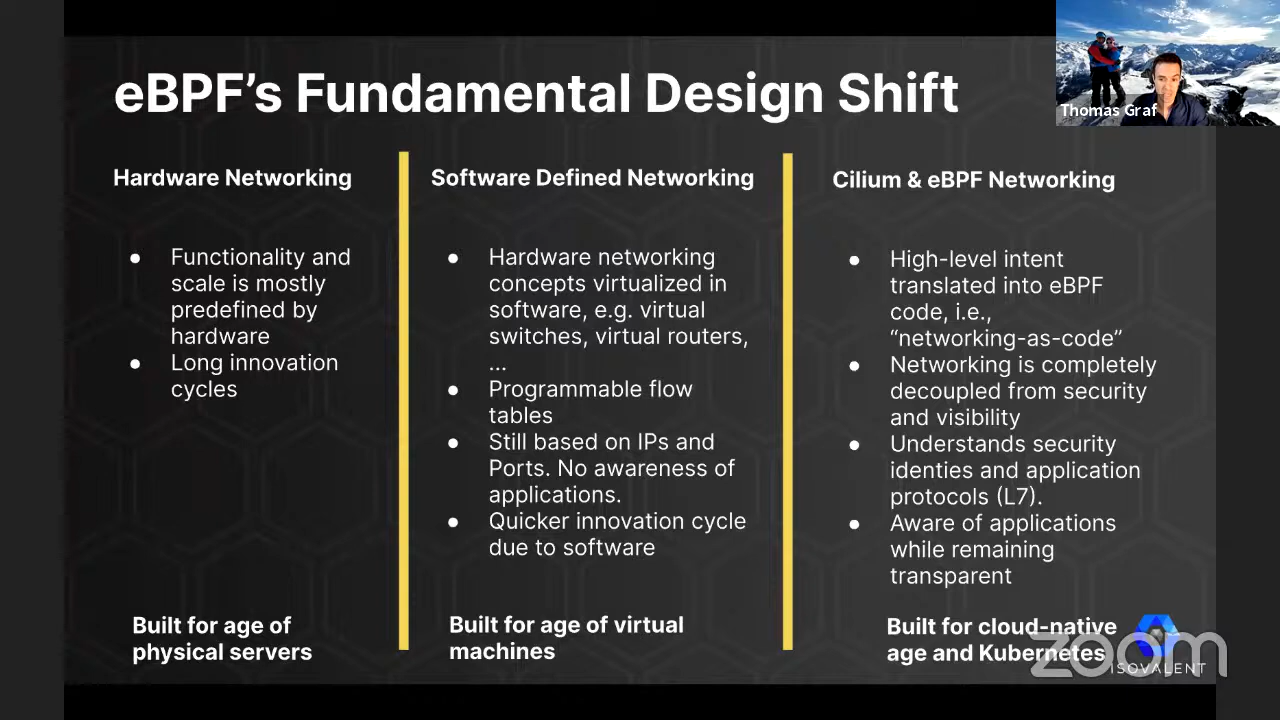 eBPF’s Fundamental Design Shift
Thomas Graf
Hardware Networking
● Functionality and
scale is mostly
predefined by
hardware
● Long innovation
cycles
Built for age of
physical servers
Software Defined Networking
● Hardware networking
concepts virtualized in
software, e.g. virtual
switches, virtual routers,
...
● Programmable flow
tables
● Still based on IPs and
Ports. No awareness of
applications.
● Quicker innovation cycle
due to software
Built for age of virtual
machines
Cilium & eBPF Networking
● High-level intent
translated into eBPF
code, i.e.,
“networking-as-code”
● Networking is completely
decoupled from security
and visibility
● Understands security
identies and application
protocols (L7).
● Aware of applications
while remaining
transparent
Built for cloud-native
age and Kubernetes
zoom
ISOVALENT